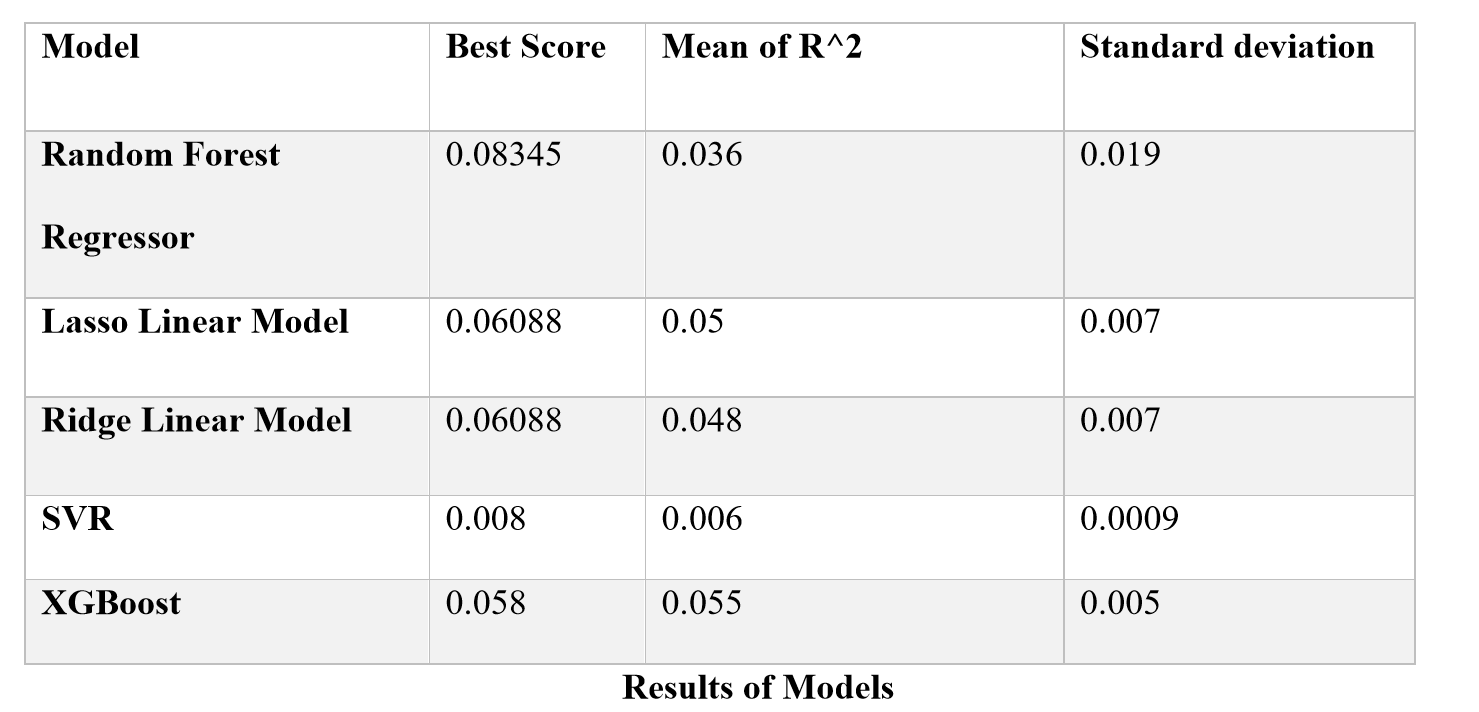 Model Best Score Mean of R^2 Standard deviation
Random Forest 0.08345 0.036 0.019
Regressor
Lasso Linear Model 0.06088 0.05 0.007
Ridge Linear Model 0.06088 0.048 0.007
SVR 0.008 0.006 0.0009
XGBoost 0.058 0.055 0.005
Results of Models